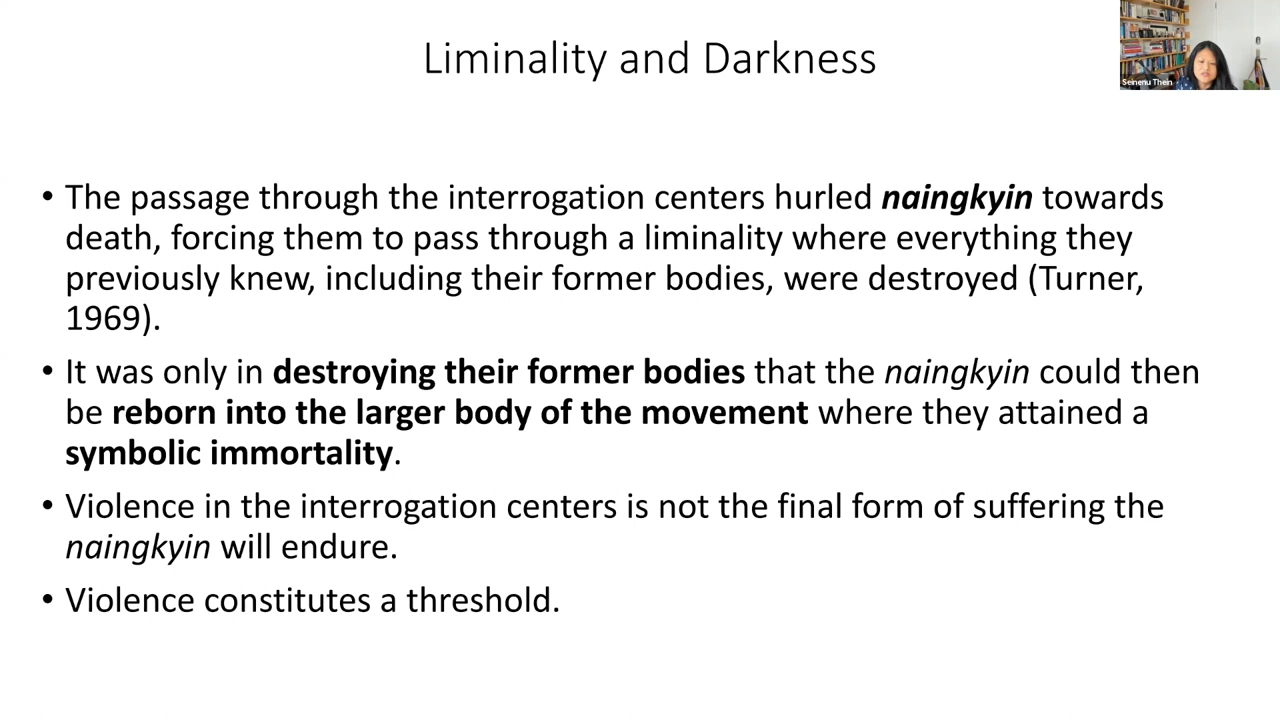 Liminality and Darkness
Seinenu Thein
• The passage through the interrogation centers hurled naingkyin towards
death, forcing them to pass through a liminality where everything they
previously knew, including their former bodies, were destroyed (Turner,
1969).
• It was only in destroying their former bodies that the naingkyin could then
be reborn into the larger body of the movement where they attained a
symbolic immortality.
• Violence in the interrogation centers is not the final form of suffering the
naingkyin will endure.
• Violence constitutes a threshold.